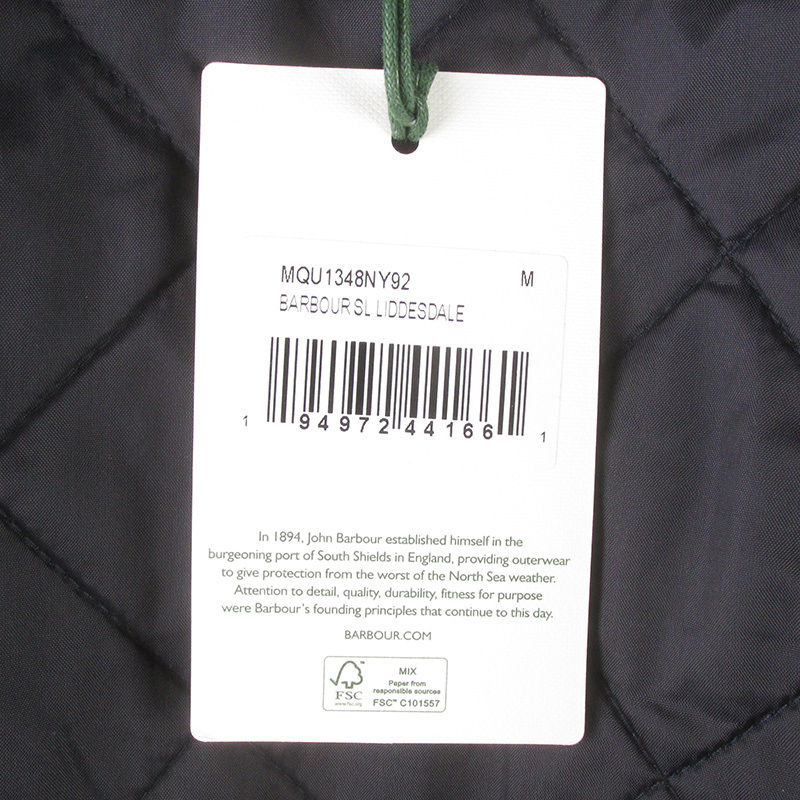 MQU1348NY92 M
BARBOUR SL LIDDESDALE
1 94972 44166 1
In 1894, John Barbour established himself in the
burgeoning port of South Shields in England, providing outerwear
to give protection from the worst of the North Sea weather.
Attention to detail, quality, durability, fitness for purpose
were Barbour's founding principles that continue to this day.
BARBOUR.COM
FSC
www.fsc.org
MIX
Paper from
responsible sources
FSC™ C101557